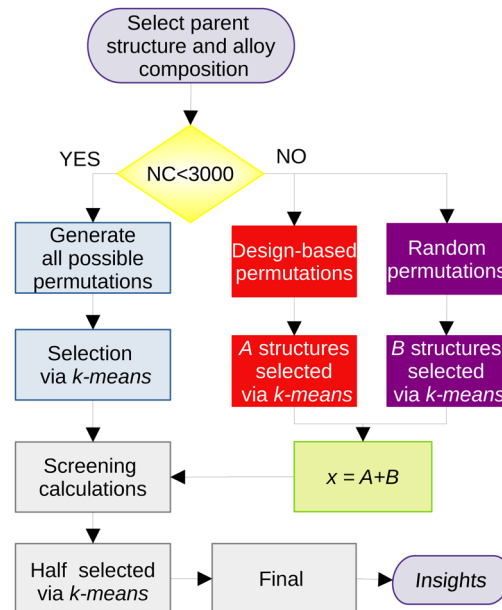 Select parent
structure and alloy
composition
YES
NC<3000
NO
Generate
all possible
permutations
Design-based
permutations
Random
permutations
Selection
via k-means
A structures
selected
via k-means
B structures
selected
via k-means
Screening
calculations
x = A+B
Half selected
via k-means
Final
Insights